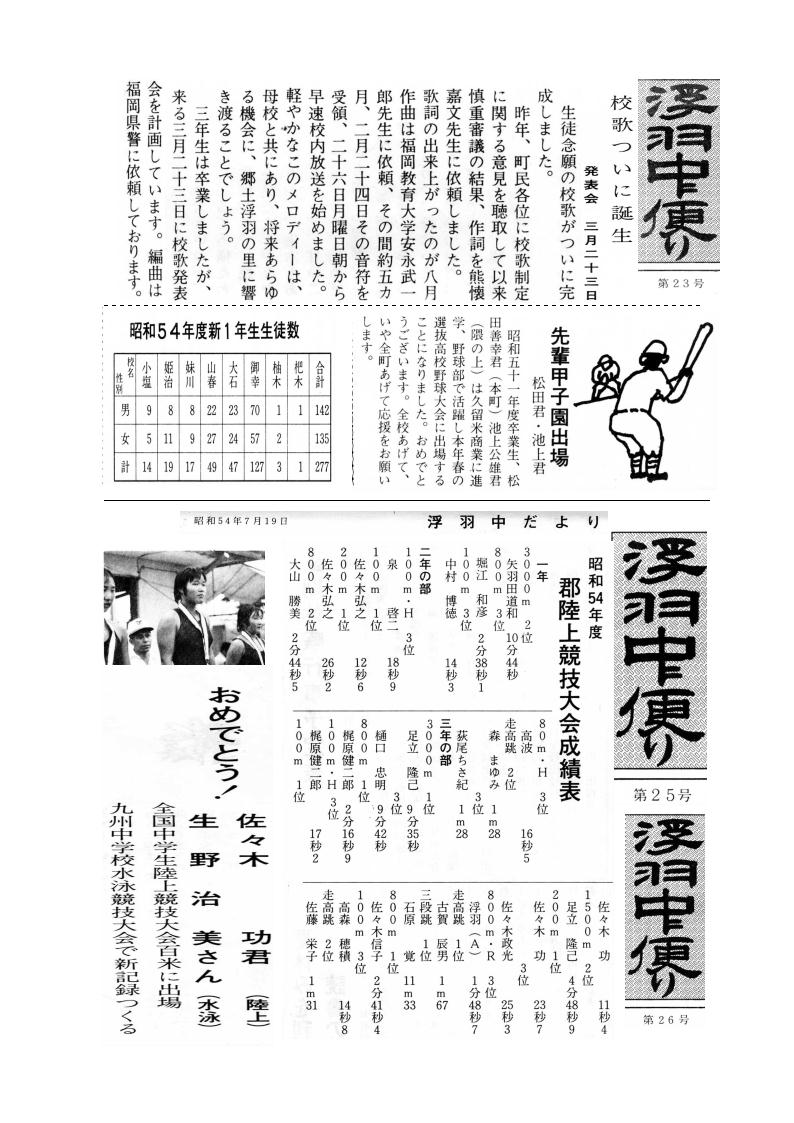 浮羽中便り
第23号
校歌ついに誕生
発表会 三月二十三日
生徒念願の校歌がついに完
成しました。
昨年、町民各位に校歌制定
に関する意見を聴取して以来
慎重審議の結果、作詞を熊懐
嘉文先生に依頼しました。
歌詞の出来上がったのが八月
作曲は福岡教育大学安永武一
郎先生に依頼、その間約五カ
月、二月二十四日その音符を
受領、二十六日月曜日朝から
早速校内放送を始めました。
軽やかなこのメロディーは、
母校と共にあり、将来あらゆ
る機会に、郷土浮羽の里に響
き渡ることでしょう。
三年生は卒業しましたが、
来る三月二十三日に校歌発表
会を計画しています。編曲は
福岡県警に依頼しております。
先輩甲子園出場
松田君・池上君
昭和五十一年度卒業生、松
田善幸君(本町)池上公雄君
(隈の上)は久留米商業に進
学、野球部で活躍し本年春の
選抜高校野球大会に出場する
ことになりました。おめでと
うございます。全校あげて、
いや全町あげて応援をお願い
します。
昭和54年度新1年生生徒数
校名 性別 小塩 姫治 妹川 山春 大石 御幸 柚木 杷木 合計
男 9 8 8 22 23 70 1 1 142
女 5 11 9 27 24 57 2 135
計 14 19 17 49 47 127 3 1 277
昭和54年7月19日
浮羽中だより
浮羽中便り
第25号
浮羽中便り
第26号
昭和54年度
郡陸上競技大会成績表
一年
3000m 2位
矢羽田道和 10分44秒
800m 3位
堀江 和彦 2分38秒1
100m 3位
中村 博徳 14秒3
二年の部
100m・H 3位
泉 啓二 18秒9
100m 1位
佐々木弘之 12秒6
200m 1位
佐々木弘之 26秒2
800m 2位
大山 勝美 2分44秒5
80m・H 3位
高波 16秒5
走高跳 2位
森 まゆみ 1m28
3位
荻尾ちさ紀 1m28
三年の部
3000m 1位
足立 隆己 9分35秒
3位
樋口 忠明 9分42秒
800m 1位
梶原健二郎 2分16秒9
100m・H 3位
梶原健二郎 17秒2
100m 1位
佐々木 功 11秒4
1500m 2位
足立 隆己 4分48秒9
200m 1位
佐々木 功 23秒7
3位
佐々木政光 25秒3
800m・R 3位
浮羽(A) 1分48秒7
走高跳 1位
古賀 辰男 1m67
三段跳 1位
石原 覚 11m33
800m 1位
佐々木信子 2分41秒4
100m 3位
高森 穂積 14秒8
走高跳 2位
佐藤 栄子 1m31
おめでとう!
佐々木 功君 (陸上)
生野 治美さん (水泳)
全国中学生陸上競技大会百米に出場
九州中学校水泳競技大会で新記録つくる